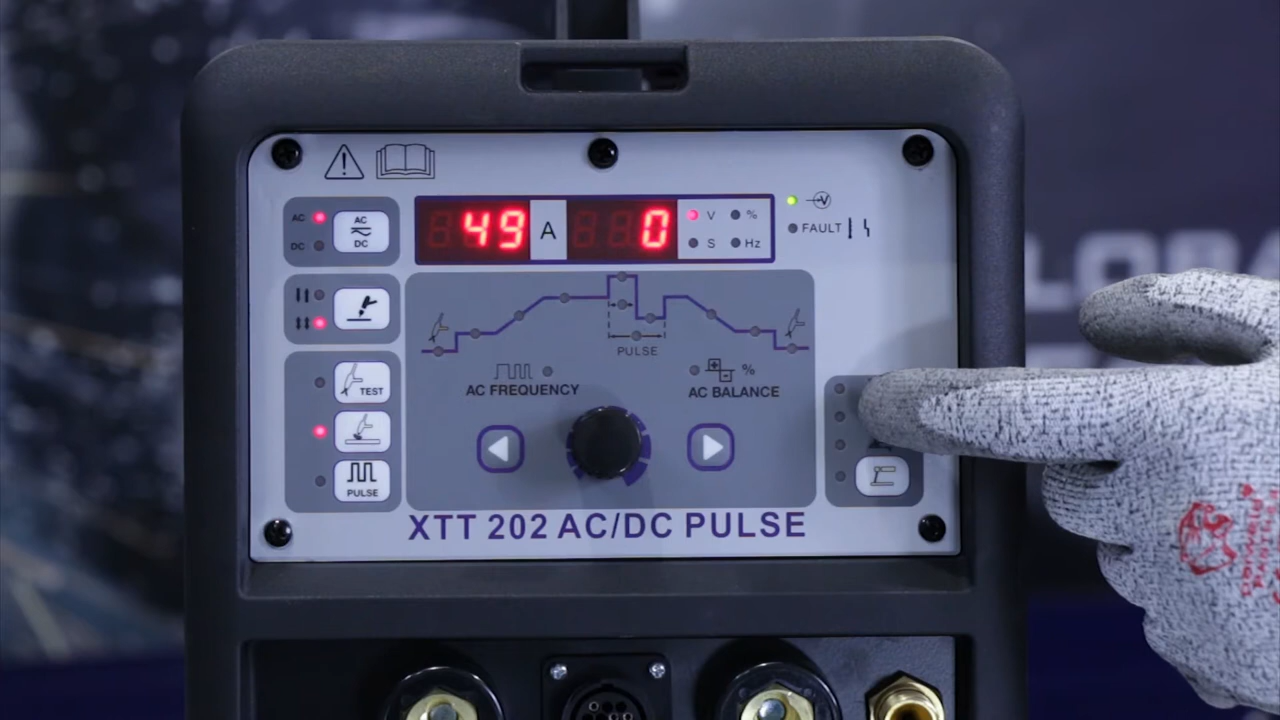 AC
DC
AC
DC
49 A 0
V %
S Hz
V
FAULT
TEST
PULSE
PULSE
AC FREQUENCY
%
AC BALANCE
XTT 202 AC/DC PULSE